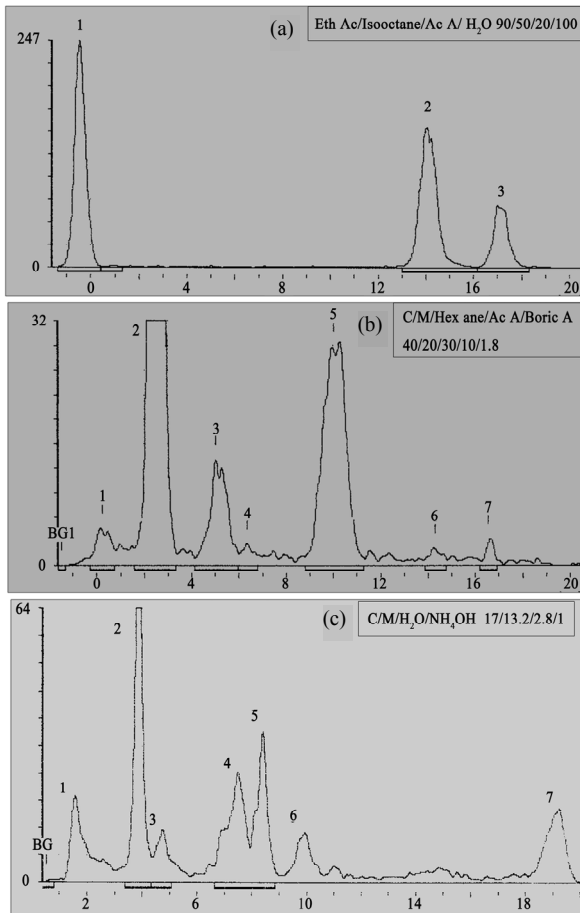 247
1
(a)
Eth Ac/Isooctane/Ac A/ H₂O 90/50/20/100
2
3
0
0 4 8 12 16 20
32
2
5
(b)
C/M/Hex ane/Ac A/Boric A
40/20/30/10/1.8
3
1
4
6
7
BG1
0
0 4 8 12 16 20
64
2
(c)
C/M/H₂O/NH₄OH 17/13.2/2.8/1
5
4
1
3
6
7
BG
0
2 6 10 14 18